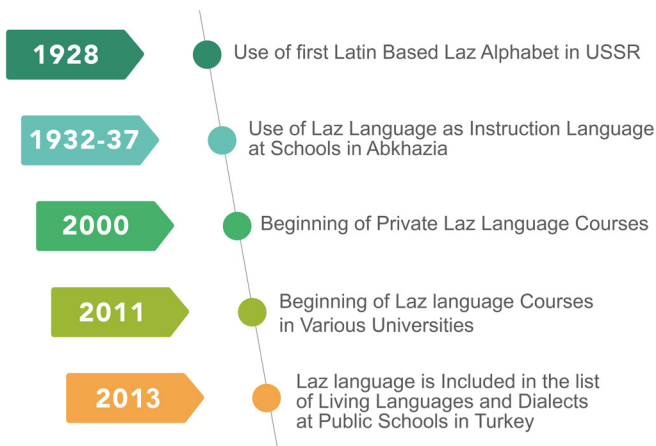 1928
Use of first Latin Based Laz Alphabet in USSR
1932-37
Use of Laz Language as Instruction Language
at Schools in Abkhazia
2000
Beginning of Private Laz Language Courses
2011
Beginning of Laz language Courses
in Various Universities
2013
Laz language is Included in the list
of Living Languages and Dialects
at Public Schools in Turkey